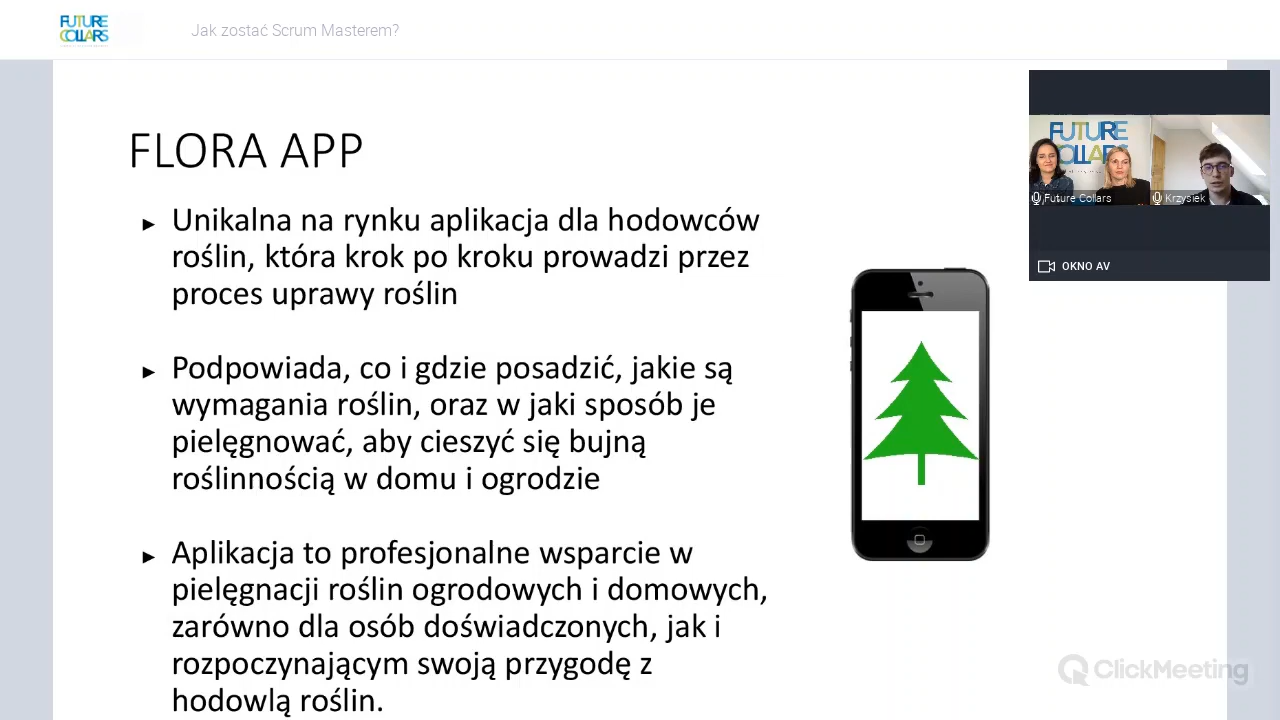 FUTURE
COLLARS
Jak zostać Scrum Masterem?
FLORA APP
► Unikalna na rynku aplikacja dla hodowców
roślin, która krok po kroku prowadzi przez
proces uprawy roślin
► Podpowiada, co i gdzie posadzić, jakie są
wymagania roślin, oraz w jaki sposób je
pielęgnować, aby cieszyć się bujną
roślinnością w domu i ogrodzie
► Aplikacja to profesjonalne wsparcie w
pielęgnacji roślin ogrodowych i domowych,
zarówno dla osób doświadczonych, jak i
rozpoczynającym swoją przygodę z
hodowlą roślin.
FUTURE
COLLARS
Future Collars
Krzysiek
OKNO AV
ClickMeeting